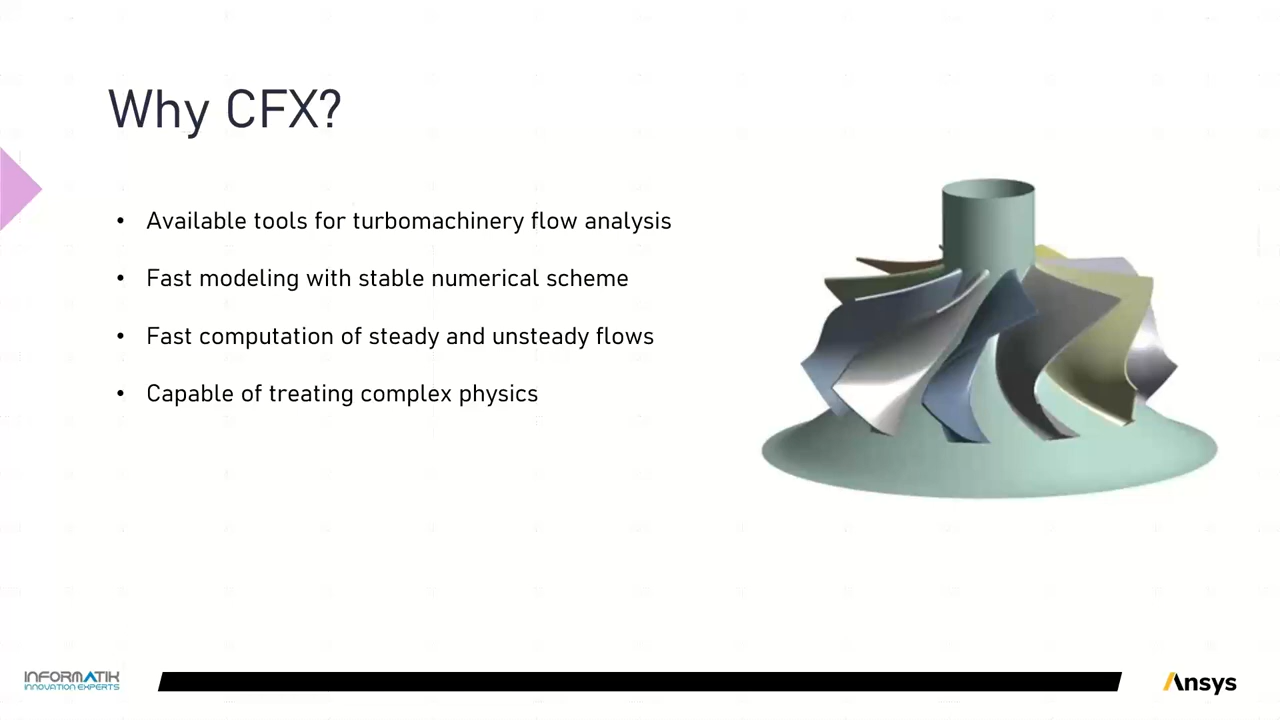 Why CFX?
• Available tools for turbomachinery flow analysis
• Fast modeling with stable numerical scheme
• Fast computation of steady and unsteady flows
• Capable of treating complex physics
INFORMATIK
INNOVATION EXPERTS
Ansys